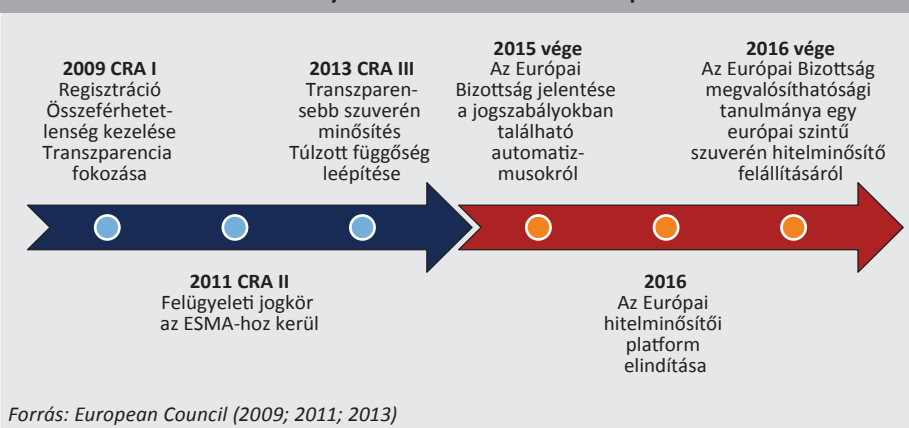 2009 CRA I
Regisztráció
Összeférhetet-
lenség kezelése
Transzparencia
fokozása
2013 CRA III
Transzparen-
sebb szuverén
minősítés
Túlzott függőség
leépítése
2015 vége
Az Európai
Bizottság jelentése
a jogszabályokban
található
automatiz-
musokról
2016 vége
Az Európai Bizottság
megvalósíthatósági
tanulmánya egy
európai szintű
szuverén hitelminősítő
felállításáról
2011 CRA II
Felügyeleti jogkör
az ESMA-hoz kerül
2016
Az Európai
hitelminősítői
platform
elindítása
Forrás: European Council (2009; 2011; 2013)